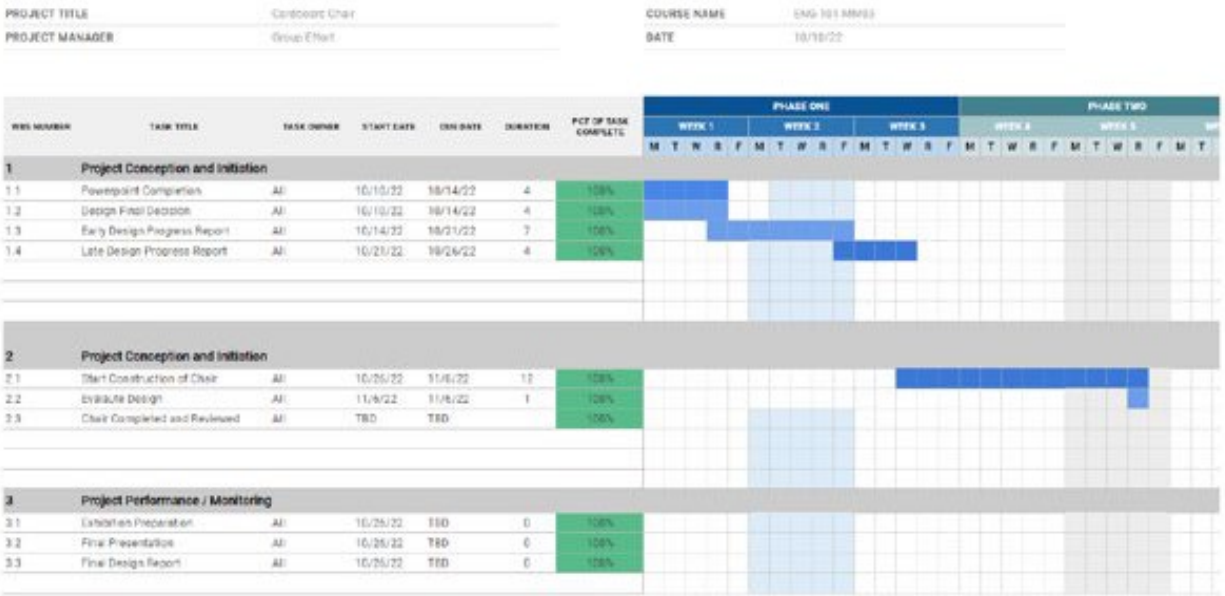 PROJECT TITLE Cardboard Chair COURSE NAME ENG 101 MM03
PROJECT MANAGER Group Effort DATE 10/10/22
PHASE ONE PHASE TWO
WBS NUMBER TASK TITLE TASK OWNER START DATE DUE DATE DURATION PCT OF TASK COMPLETE WEEK 1 WEEK 2 WEEK 3 WEEK 4 WEEK 5
M T W R F M T W R F M T W R F M T W R F M T W R F M T
1 Project Conception and Initiation
1.1 Powerpoint Completion All 10/10/22 10/14/22 4 100%
1.2 Design Final Decision All 10/10/22 10/14/22 4 100%
1.3 Early Design Progress Report All 10/14/22 10/21/22 7 100%
1.4 Late Design Progress Report All 10/21/22 10/26/22 4 100%
2 Project Conception and Initiation
2.1 Start Construction of Chair All 10/26/22 11/6/22 12 100%
2.2 Evalaute Design All 11/6/22 11/6/22 1 100%
2.3 Chair Completed and Reviewed All TBD TBD 100%
3 Project Performance / Monitoring
3.1 Exhibition Preparation All 10/26/22 TBD 0 100%
3.2 Final Presentation All 10/26/22 TBD 0 100%
3.3 Final Design Report All 10/26/22 TBD 0 100%